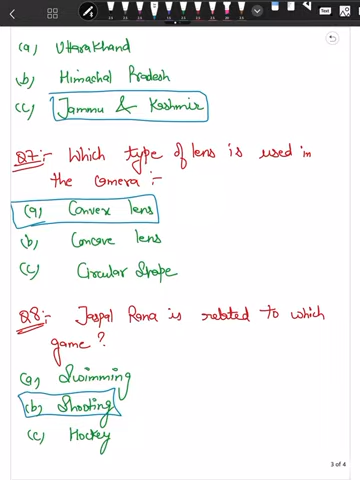 Text
(a) Uttarakhand
(b) Himachal Pradesh
(c) Jammu & Kashmir
Q7:- Which type of lens is used in
the camera :-
(a) Convex lens
(b) Concave lens
(c) Circular Shape
Q8:- Jaspal Rana is related to which
game ?
(a) Swimming
(b) Shooting
(c) Hockey
3 of 4